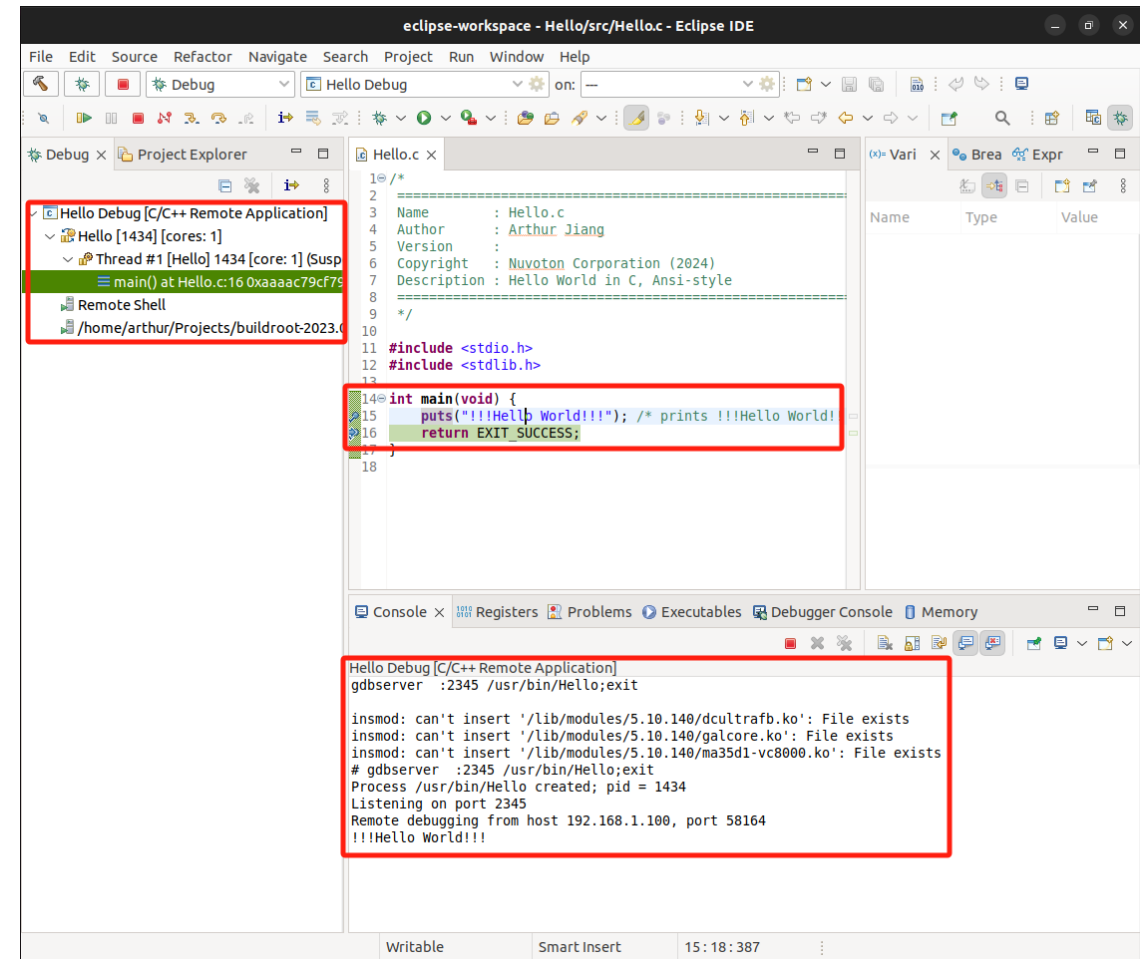 eclipse-workspace - Hello/src/Hello.c - Eclipse IDE
File Edit Source Refactor Navigate Search Project Run Window Help
Debug Hello Debug on: ---
Debug Project Explorer
Hello Debug [C/C++ Remote Application]
Hello [1434] [cores: 1]
Thread #1 [Hello] 1434 [core: 1] (Susp
main() at Hello.c:16 0xaaaac79cf79
Remote Shell
/home/arthur/Projects/buildroot-2023.0
Hello.c
1 /*
2 ========================================================
3 Name : Hello.c
4 Author : Arthur Jiang
5 Version :
6 Copyright : Nuvoton Corporation (2024)
7 Description : Hello World in C, Ansi-style
8 ========================================================
9 */
10
11 #include <stdio.h>
12 #include <stdlib.h>
13
14 int main(void) {
15 puts("!!!Hello World!!!"); /* prints !!!Hello World!
16 return EXIT_SUCCESS;
17 }
18
Vari Brea Expr
Name Type Value
Console Registers Problems Executables Debugger Console Memory
Hello Debug [C/C++ Remote Application]
gdbserver :2345 /usr/bin/Hello;exit
insmod: can't insert '/lib/modules/5.10.140/dcultrafb.ko': File exists
insmod: can't insert '/lib/modules/5.10.140/galcore.ko': File exists
insmod: can't insert '/lib/modules/5.10.140/ma35d1-vc8000.ko': File exists
# gdbserver :2345 /usr/bin/Hello;exit
Process /usr/bin/Hello created; pid = 1434
Listening on port 2345
Remote debugging from host 192.168.1.100, port 58164
!!!Hello World!!!
Writable Smart Insert 15 : 18 : 387